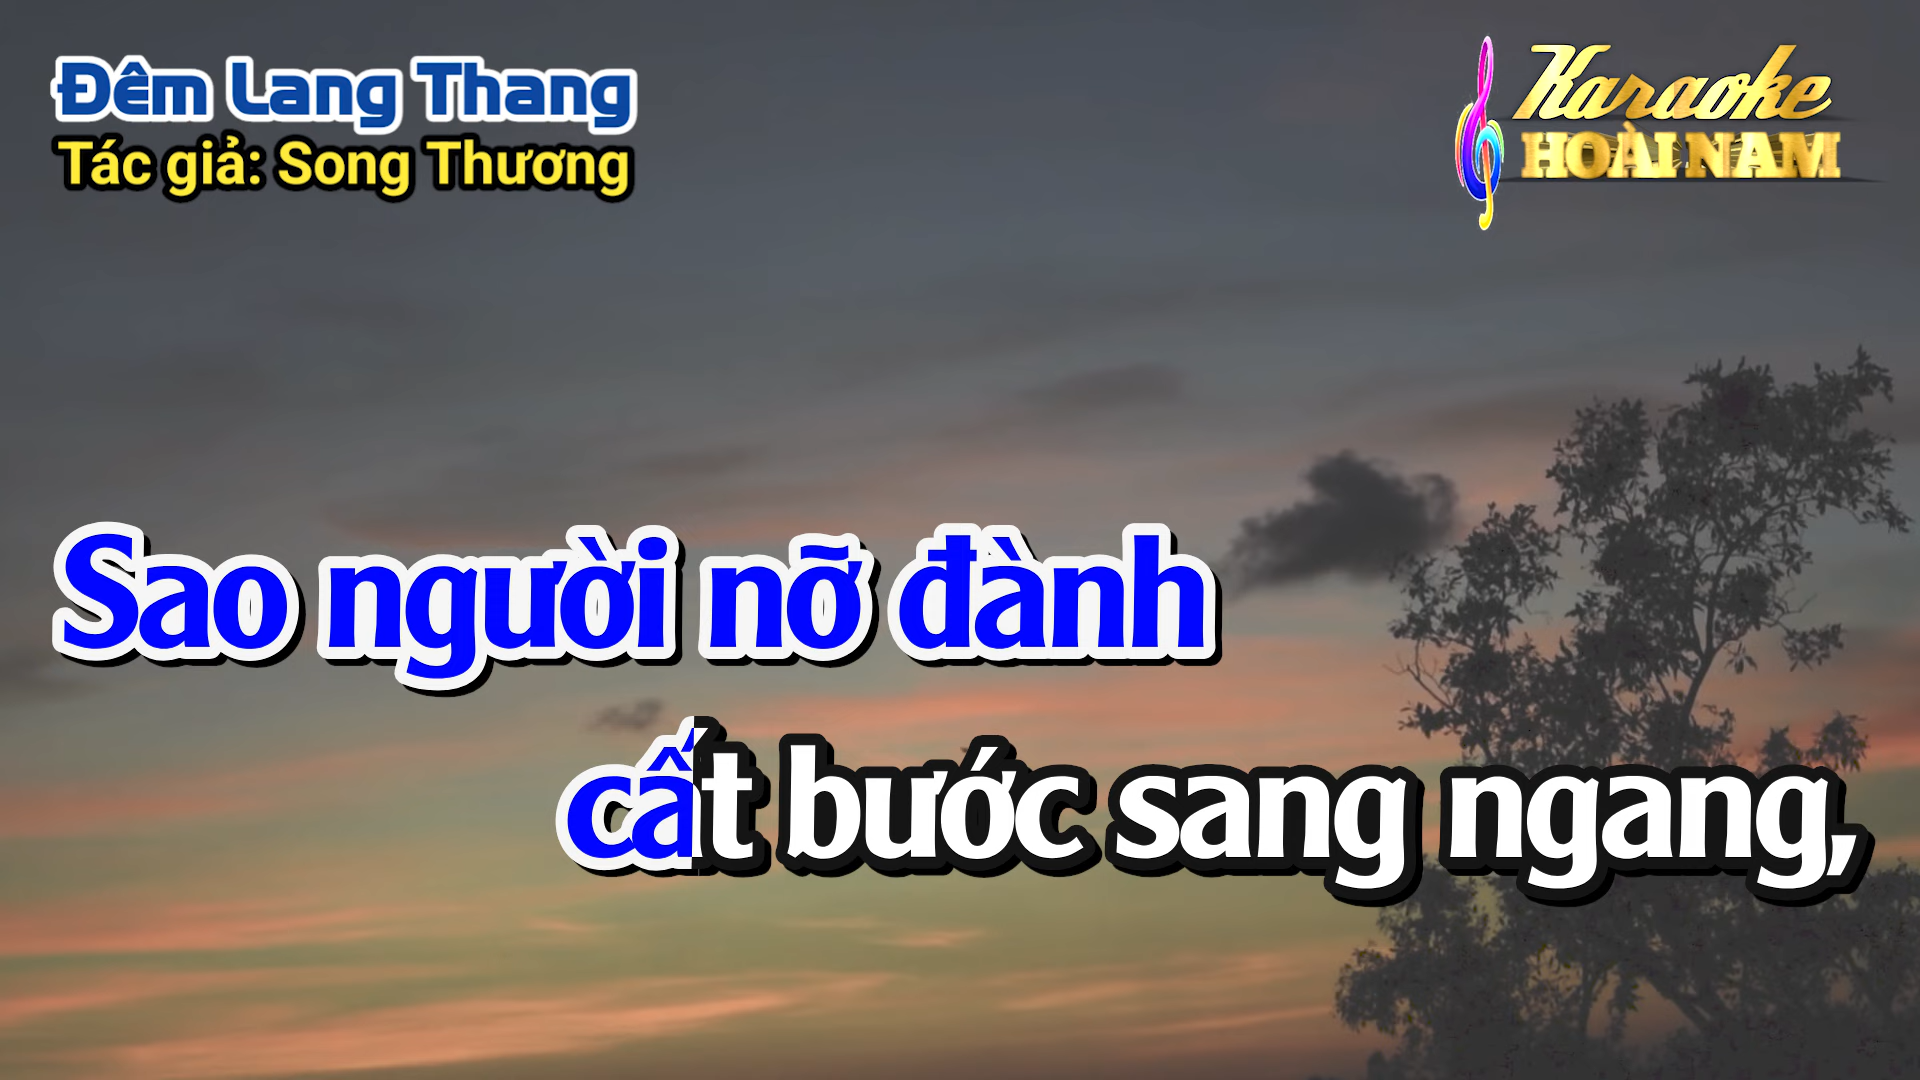 Đêm Lang Thang
Tác giả: Song Thương
Karaoke
HOÀI NAM
Sao người nỡ đành
cất bước sang ngang,